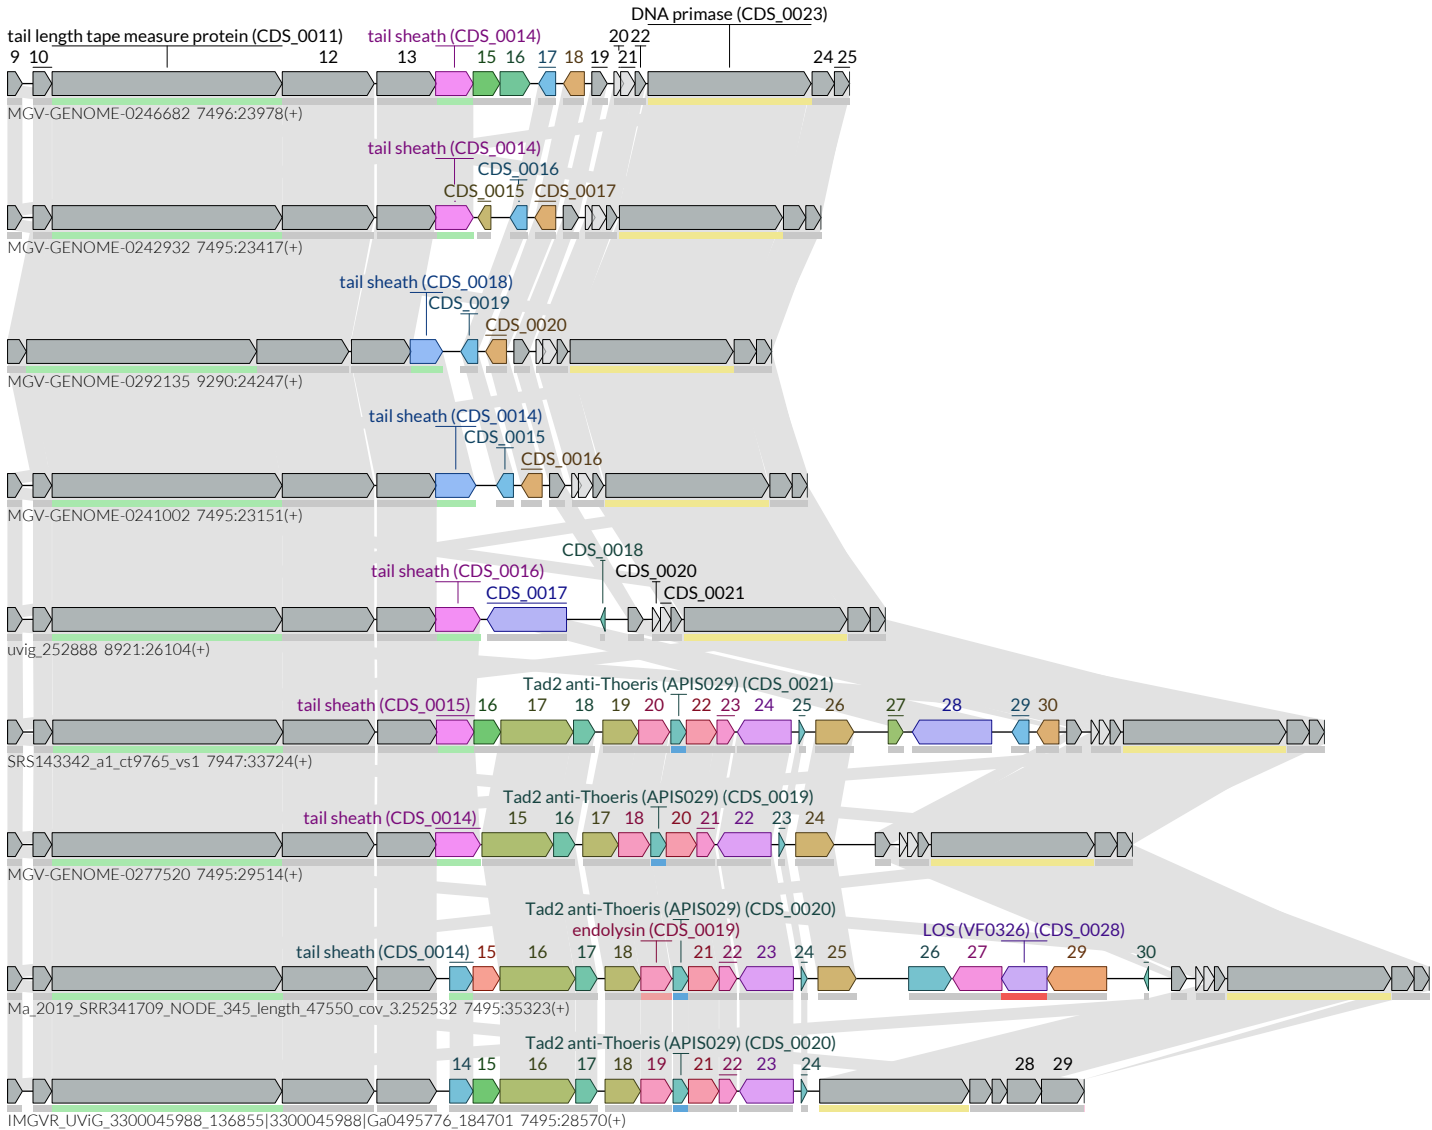 DNA primase (CDS_0023)
tail length tape measure protein (CDS_0011) tail sheath (CDS_0014) 20 22
9 10 12 13 15 16 17 18 19 21 24 25
MGV-GENOME-0246682 7496:23978(+)
tail sheath (CDS_0014)
CDS_0016
CDS_0015 CDS_0017
MGV-GENOME-0242932 7495:23417(+)
tail sheath (CDS_0018)
CDS_0019
CDS_0020
MGV-GENOME-0292135 9290:24247(+)
tail sheath (CDS_0014)
CDS_0015
CDS_0016
MGV-GENOME-0241002 7495:23151(+)
CDS_0018
tail sheath (CDS_0016) CDS_0020
CDS_0017 CDS_0021
uvig_252888 8921:26104(+)
Tad2 anti-Thoeris (APIS029) (CDS_0021)
tail sheath (CDS_0015) 16 17 18 19 20 22 23 24 25 26 27 28 29 30
SRS143342_a1_ct9765_vs1 7947:33724(+)
Tad2 anti-Thoeris (APIS029) (CDS_0019)
tail sheath (CDS_0014) 15 16 17 18 20 21 22 23 24
MGV-GENOME-0277520 7495:29514(+)
Tad2 anti-Thoeris (APIS029) (CDS_0020)
endolysin (CDS_0019) LOS (VF0326) (CDS_0028)
tail sheath (CDS_0014) 15 16 17 18 21 22 23 24 25 26 27 29 30
Ma_2019_SRR341709_NODE_345_length_47550_cov_3.252532 7495:35323(+)
Tad2 anti-Thoeris (APIS029) (CDS_0020)
14 15 16 17 18 19 21 22 23 24 28 29
IMGVR_UViG_3300045988_136855|3300045988|Ga0495776_184701 7495:28570(+)